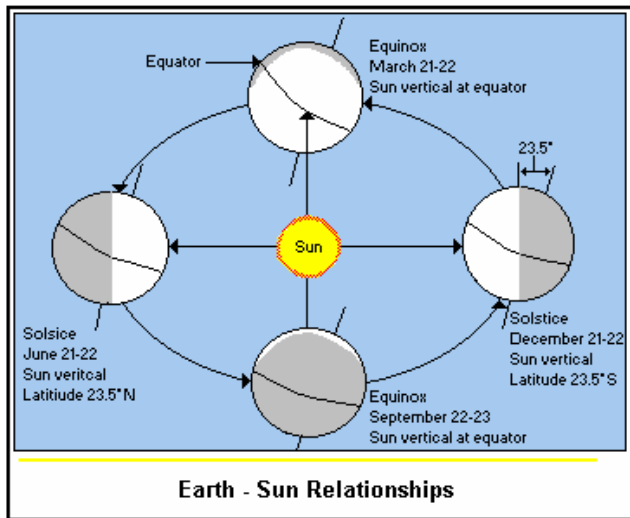 Equator
Equinox
March 21-22
Sun vertical at equator
23.5°
Sun
Solsice
June 21-22
Sun veritcal
Latitiude 23.5°N
Solstice
December 21-22
Sun vertical
Latitude 23.5°S
Equinox
September 22-23
Sun vertical at equator
Earth - Sun Relationships